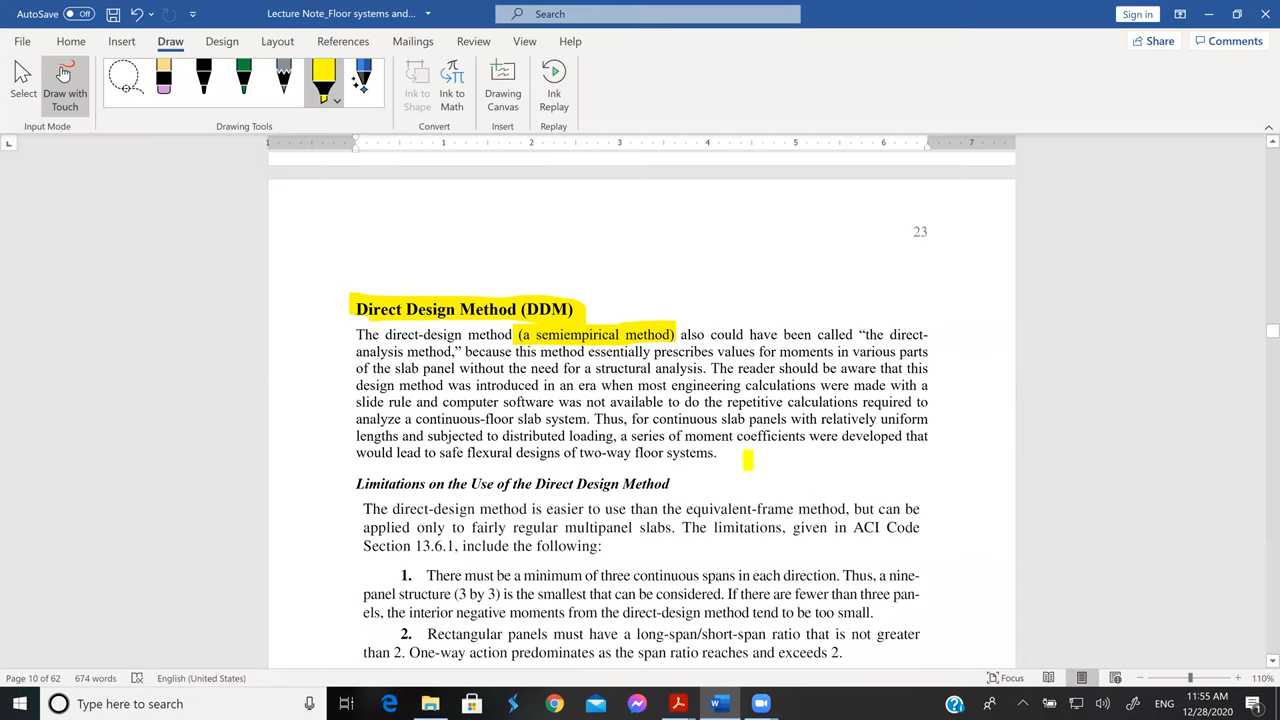 AutoSave Off Lecture Note_Floor systems and... Search Sign in
File Home Insert Draw Design Layout References Mailings Review View Help Share Comments
Select Draw with Touch Ink to Shape Ink to Math Drawing Canvas Ink Replay
Input Mode Drawing Tools Convert Insert Replay
1 1 2 3 4 5 6 7
23
Direct Design Method (DDM)
The direct-design method (a semiempirical method) also could have been called “the direct-
analysis method,” because this method essentially prescribes values for moments in various parts
of the slab panel without the need for a structural analysis. The reader should be aware that this
design method was introduced in an era when most engineering calculations were made with a
slide rule and computer software was not available to do the repetitive calculations required to
analyze a continuous-floor slab system. Thus, for continuous slab panels with relatively uniform
lengths and subjected to distributed loading, a series of moment coefficients were developed that
would lead to safe flexural designs of two-way floor systems.
Limitations on the Use of the Direct Design Method
The direct-design method is easier to use than the equivalent-frame method, but can be
applied only to fairly regular multipanel slabs. The limitations, given in ACI Code
Section 13.6.1, include the following:
1. There must be a minimum of three continuous spans in each direction. Thus, a nine-
panel structure (3 by 3) is the smallest that can be considered. If there are fewer than three pan-
els, the interior negative moments from the direct-design method tend to be too small.
2. Rectangular panels must have a long-span/short-span ratio that is not greater
than 2. One-way action predominates as the span ratio reaches and exceeds 2.
Page 10 of 62 674 words English (United States) Focus 110%
Type here to search ENG 11:55 AM
12/28/2020